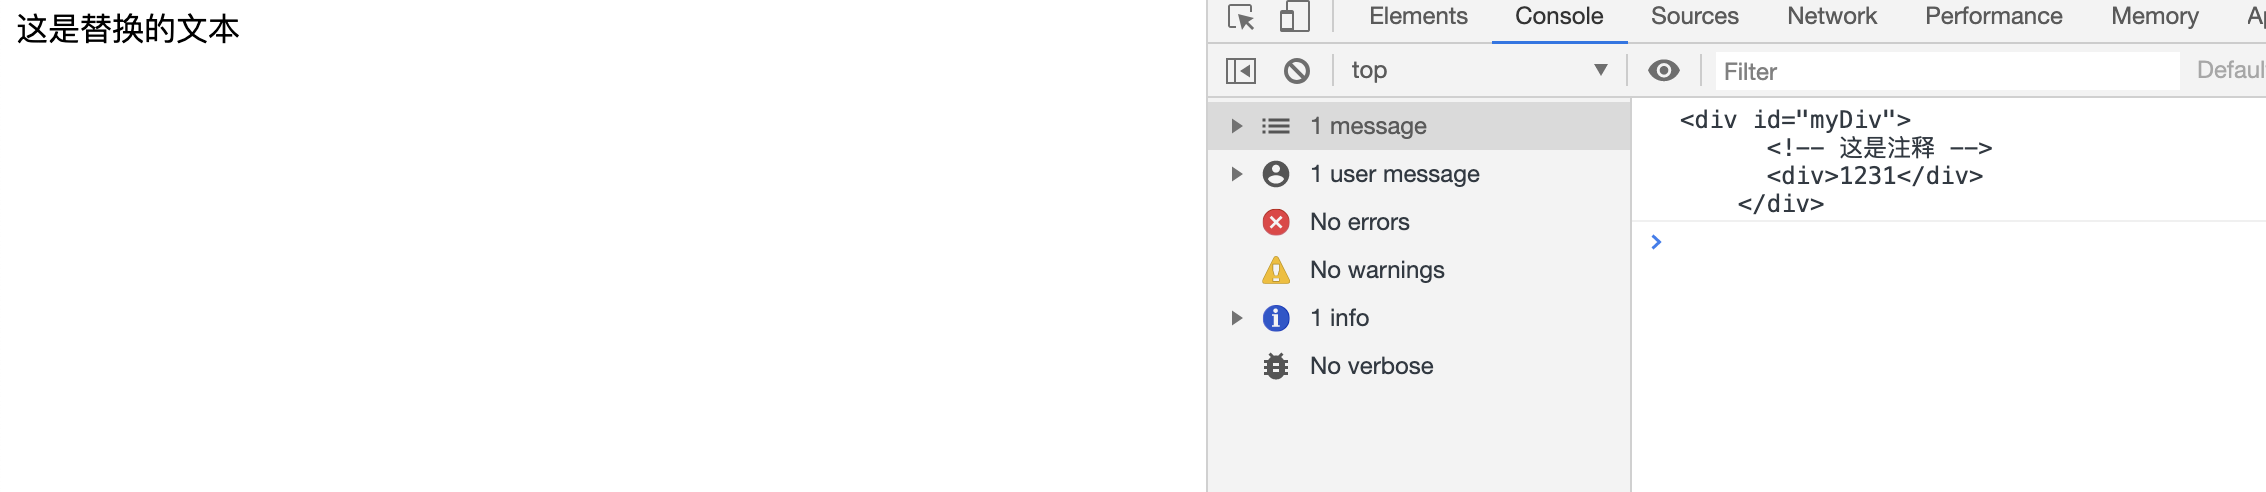 这是替换的文本
Elements Console Sources Network Performance Memory Ap
top Filter Defaul
1 message
1 user message
No errors
No warnings
1 info
No verbose
<div id="myDiv">
<!-- 这是注释 -->
<div>1231</div>
</div>